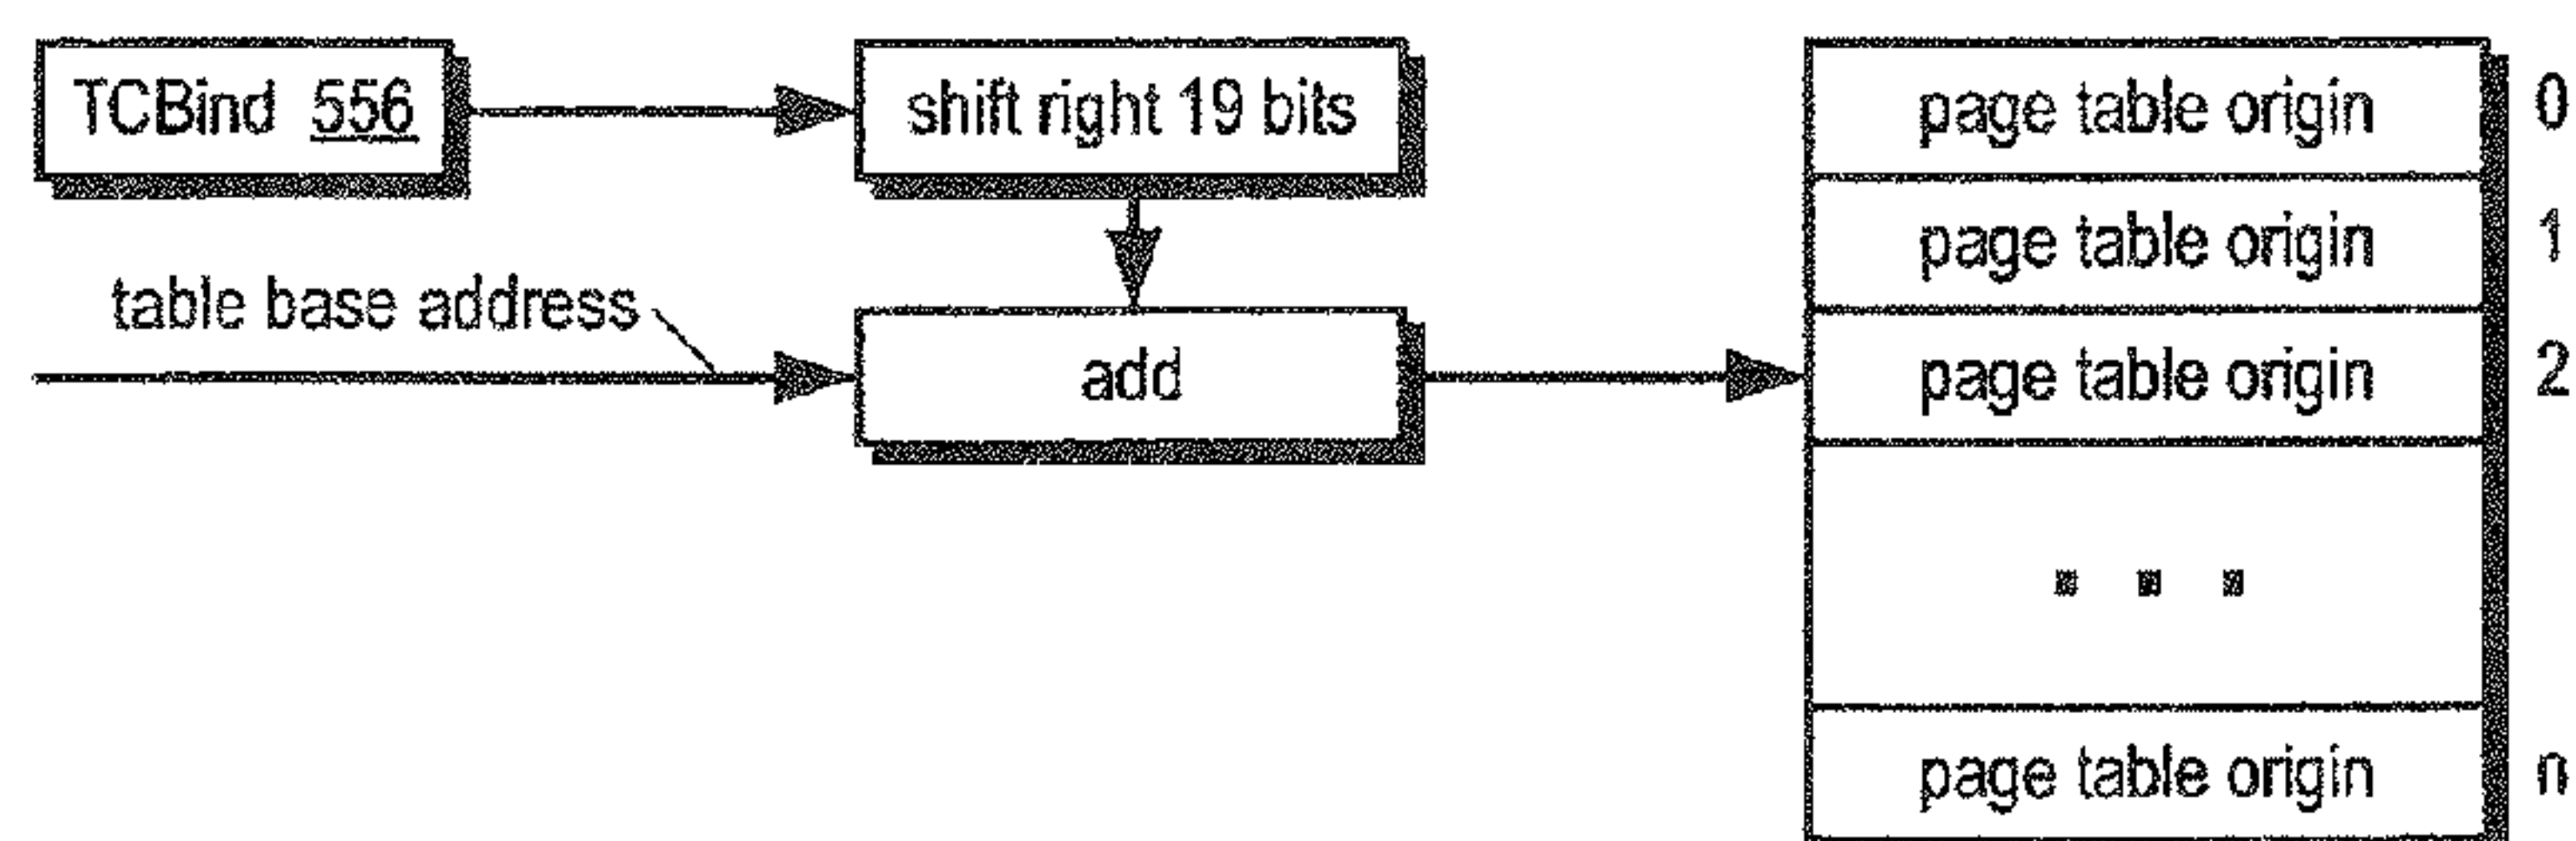 TCBind 556
shift right 19 bits
table base address
add
page table origin 0
page table origin 1
page table origin 2
. . .
page table origin n